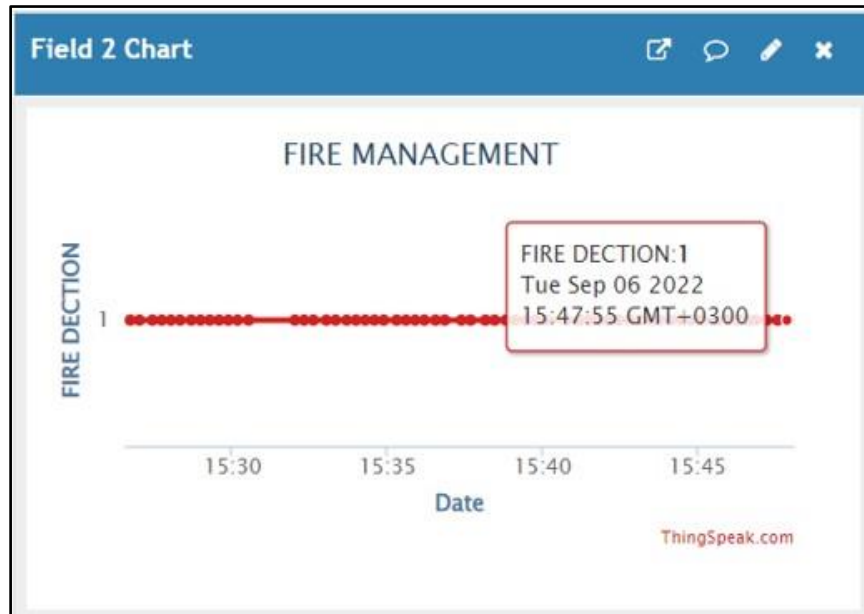 Field 2 Chart
FIRE MANAGEMENT
FIRE DECTION
1
FIRE DECTION:1
Tue Sep 06 2022
15:47:55 GMT+0300
15:30 15:35 15:40 15:45
Date
ThingSpeak.com